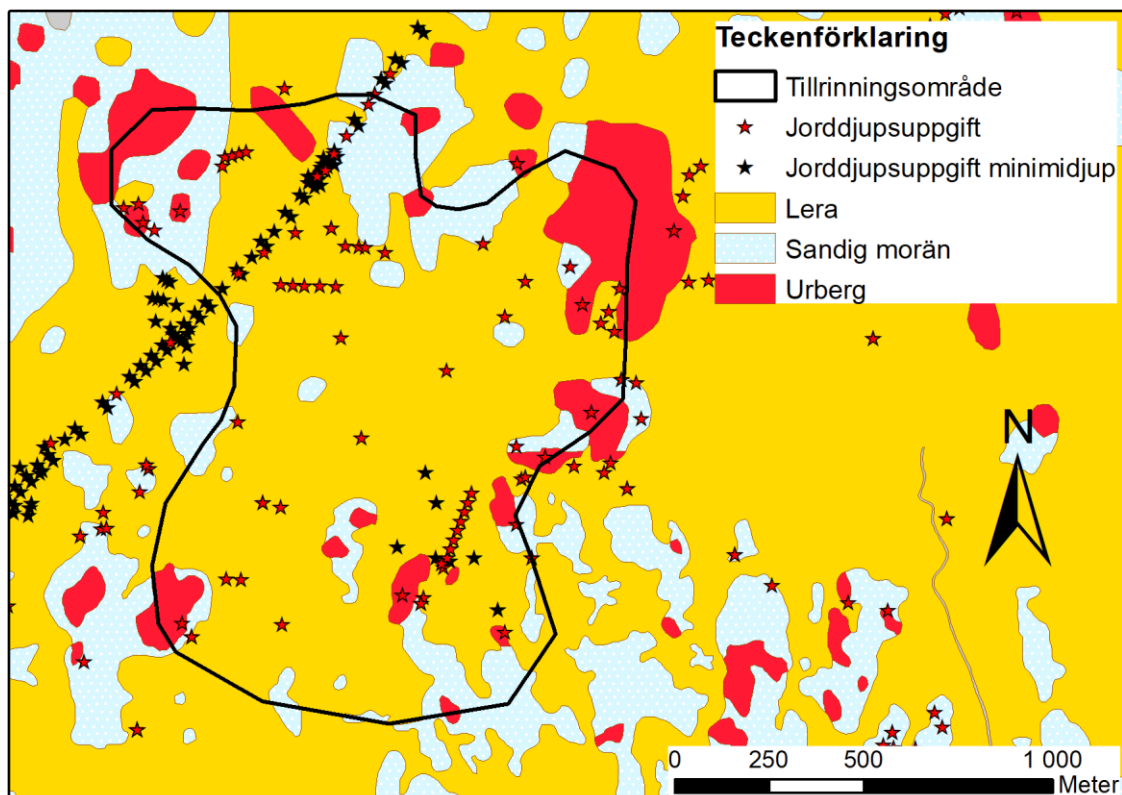 Teckenförklaring
Tillrinningsområde
Jorddjupsuppgift
Jorddjupsuppgift minimidjup
Lera
Sandig morän
Urberg
N
0 250 500 1 000
Meter